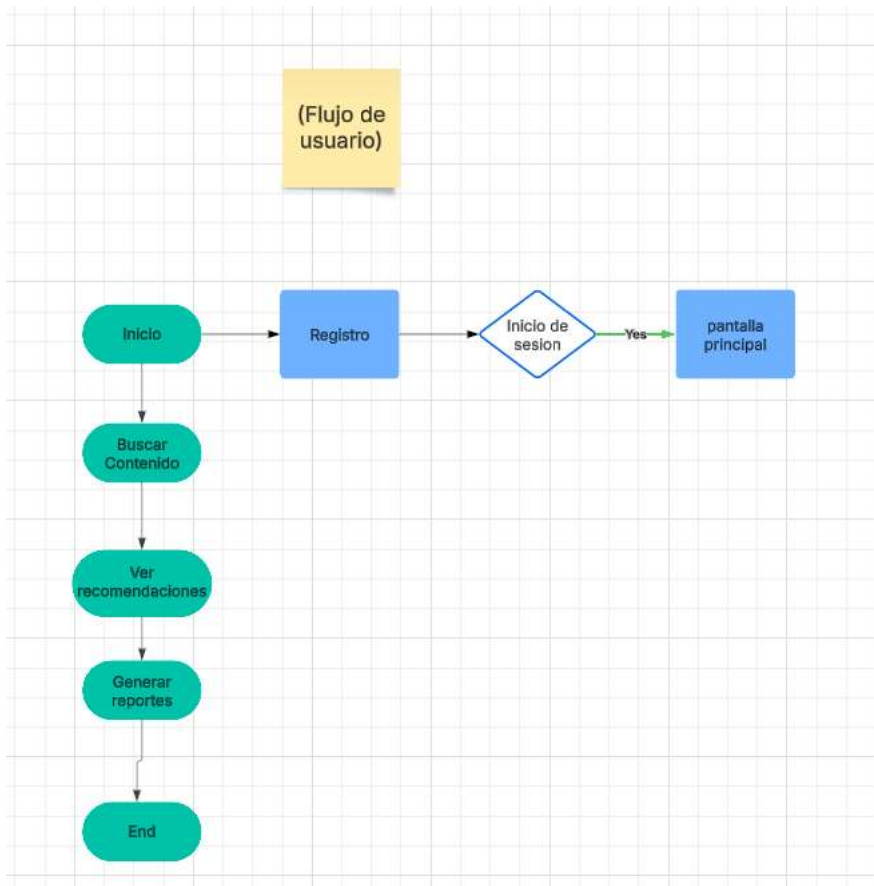 (Flujo de
usuario)
Inicio
Registro
Inicio de
sesion
Yes
pantalla
principal
Buscar
Contenido
Ver
recomendaciones
Generar
reportes
End